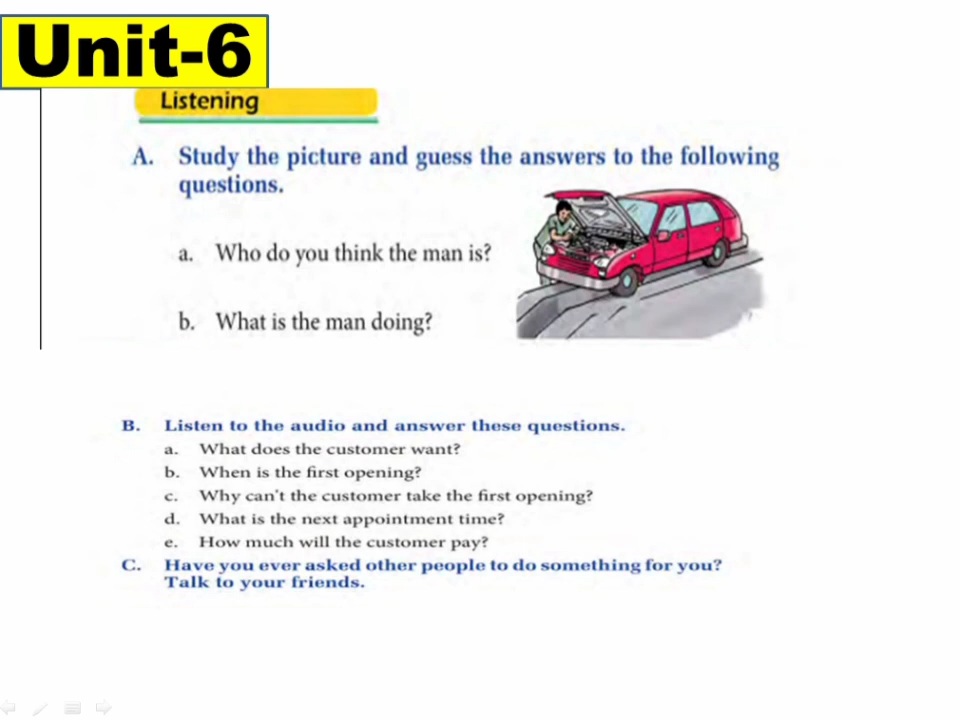 Unit-6
Listening
A. Study the picture and guess the answers to the following
questions.
a. Who do you think the man is?
b. What is the man doing?
B. Listen to the audio and answer these questions.
a. What does the customer want?
b. When is the first opening?
c. Why can't the customer take the first opening?
d. What is the next appointment time?
e. How much will the customer pay?
C. Have you ever asked other people to do something for you?
Talk to your friends.